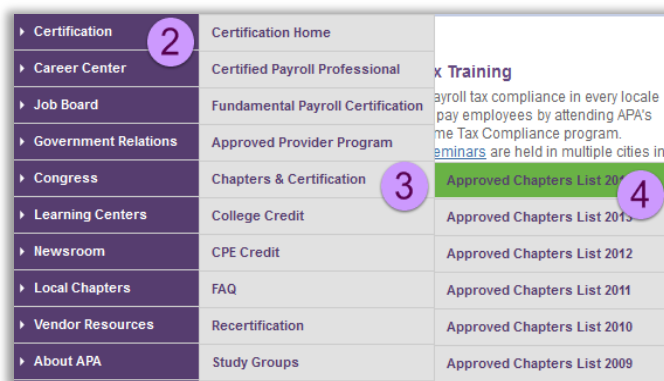 Certification
Career Center
Job Board
Government Relations
Congress
Learning Centers
Newsroom
Local Chapters
Vendor Resources
About APA
2
Certification Home
Certified Payroll Professional
Fundamental Payroll Certification
Approved Provider Program
Chapters & Certification
College Credit
CPE Credit
FAQ
Recertification
Study Groups
3
x Training
ayroll tax compliance in every locale
pay employees by attending APA's
me Tax Compliance program.
eminars are held in multiple cities in
Approved Chapters List
4
Approved Chapters List 2013
Approved Chapters List 2012
Approved Chapters List 2011
Approved Chapters List 2010
Approved Chapters List 2009